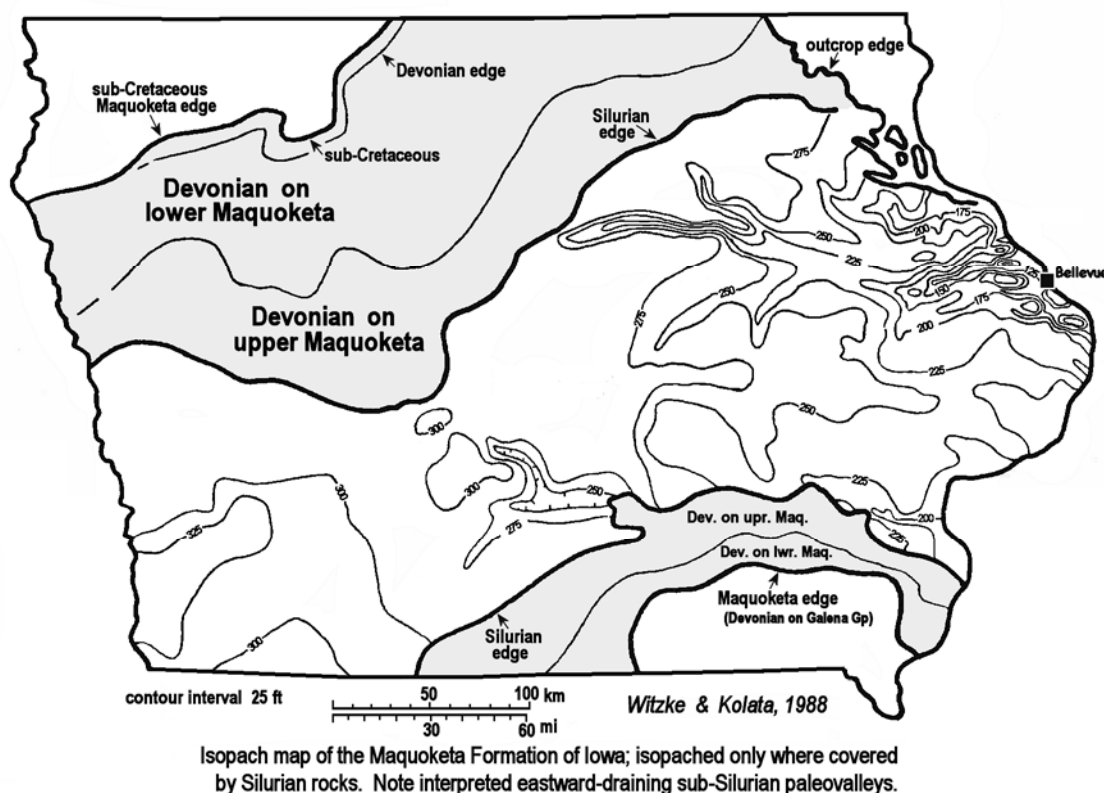 outcrop edge
Devonian edge
sub-Cretaceous
Maquoketa edge
Silurian
edge
sub-Cretaceous
275
Devonian on
lower Maquoketa
175
200
250
225
125
Bellevue
150
175
275
250
200
Devonian on
upper Maquoketa
225
250
300
300
300
250
225
325
275
Dev. on upr. Maq.
200
225
Dev. on lwr. Maq.
Maquoketa edge
(Devonian on Galena Gp)
Silurian
edge
300
contour interval 25 ft
50 100 km
30 60 mi
Witzke & Kolata, 1988
Isopach map of the Maquoketa Formation of Iowa; isopached only where covered
by Silurian rocks. Note interpreted eastward-draining sub-Silurian paleovalleys.